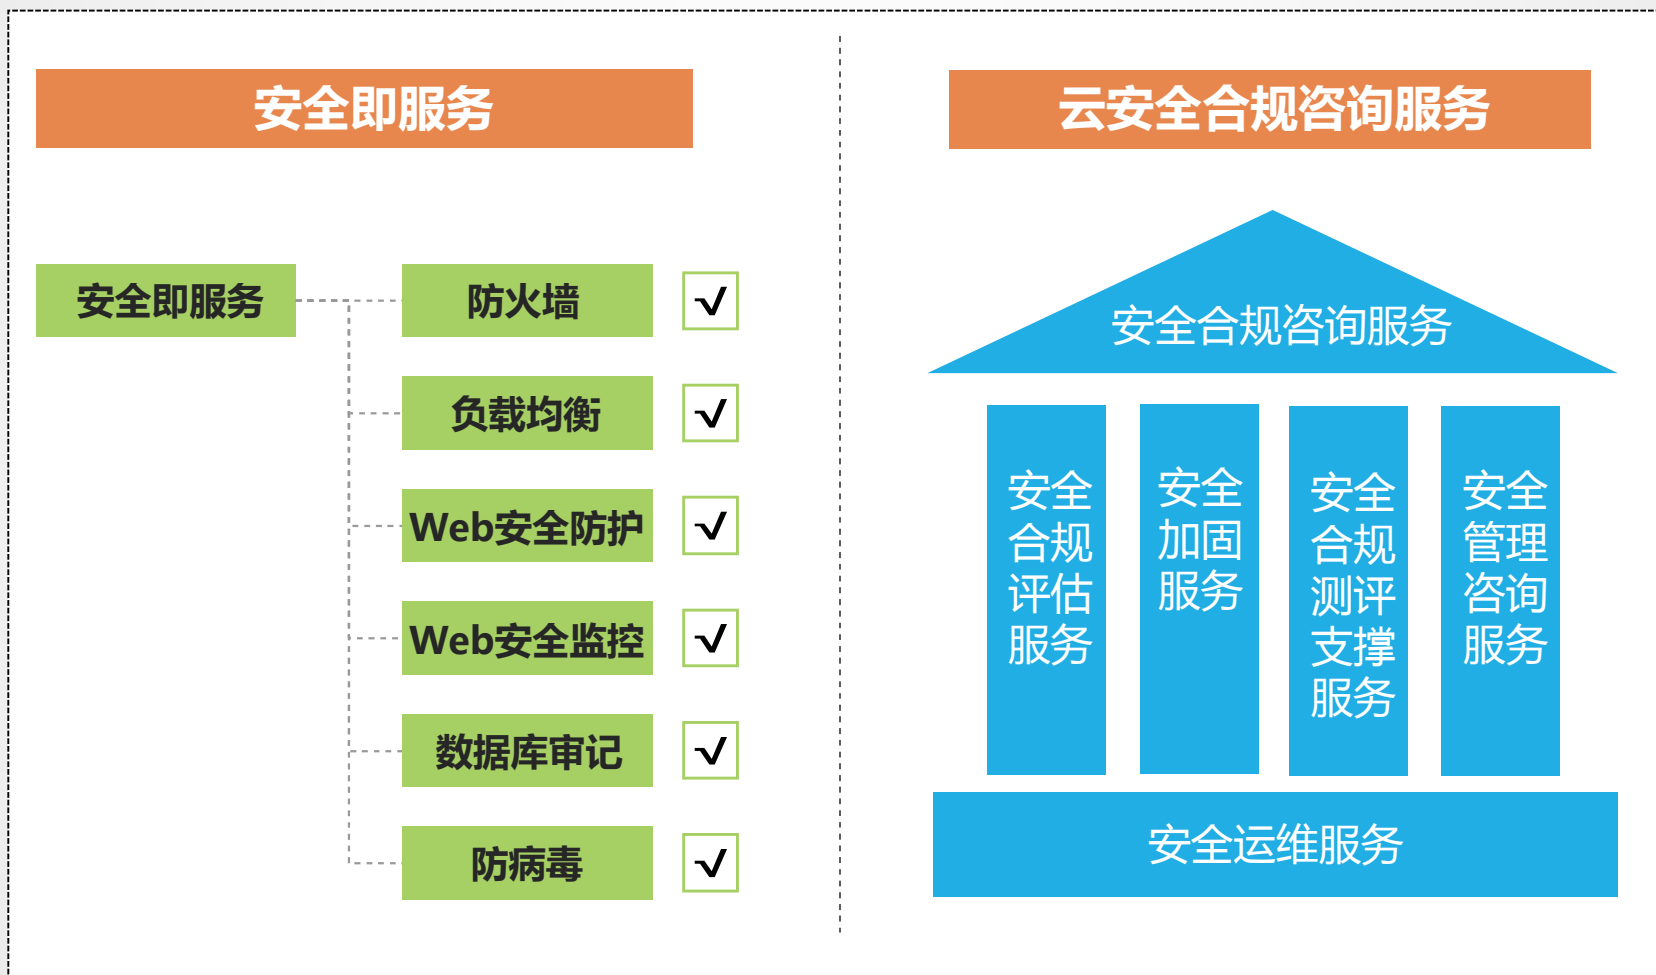 安全即服务
安全即服务
防火墙
负载均衡
Web安全防护
Web安全监控
数据库审记
防病毒
云安全合规咨询服务
安全合规咨询服务
安全
合规
评估
服务
安全
加固
服务
安全
合规
测评
支撑
服务
安全
管理
咨询
服务
安全运维服务